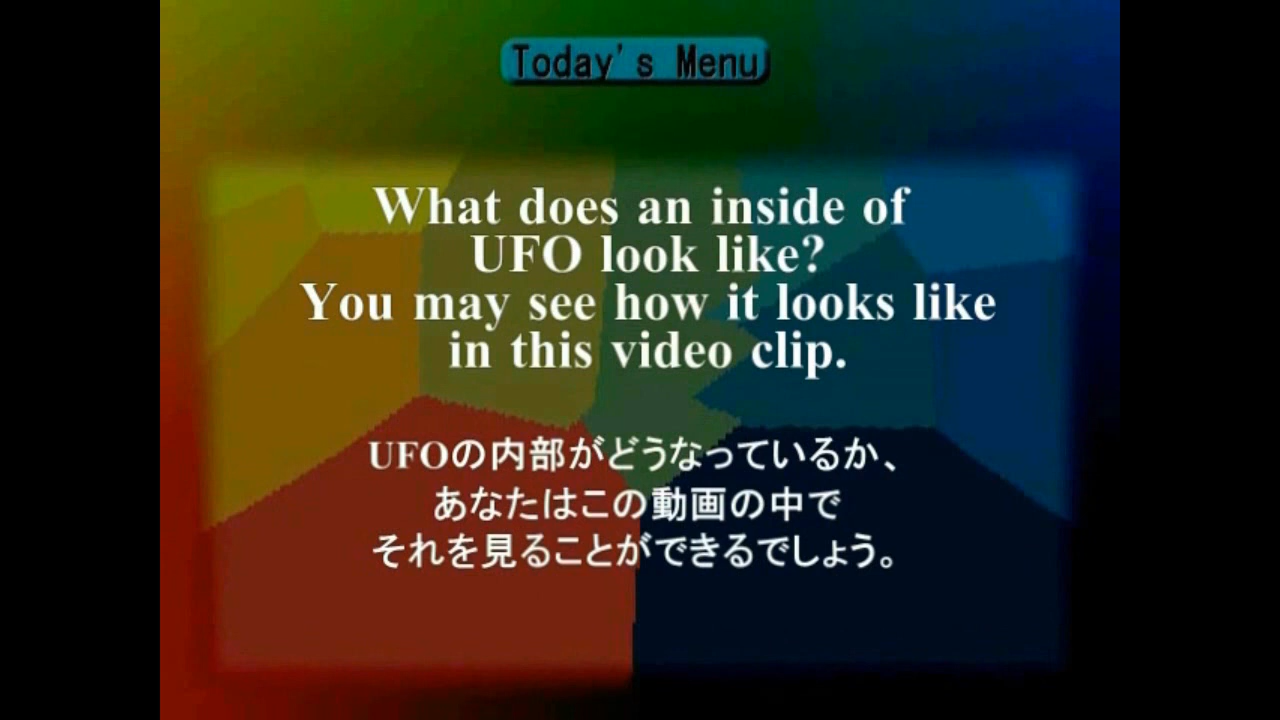 Today's Menu
What does an inside of
UFO look like?
You may see how it looks like
in this video clip.
UFOの内部がどうなっているか、
あなたはこの動画の中で
それを見ることができるでしょう。